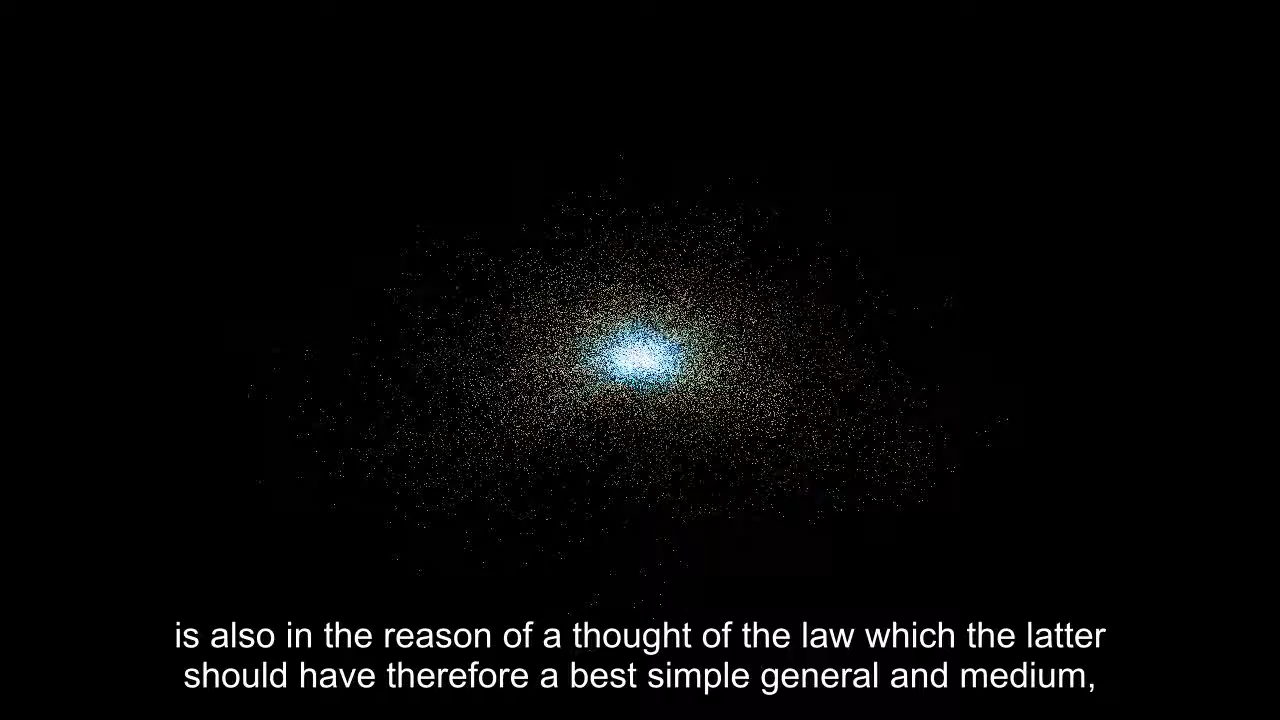 is also in the reason of a thought of the law which the latter
should have therefore a best simple general and medium,